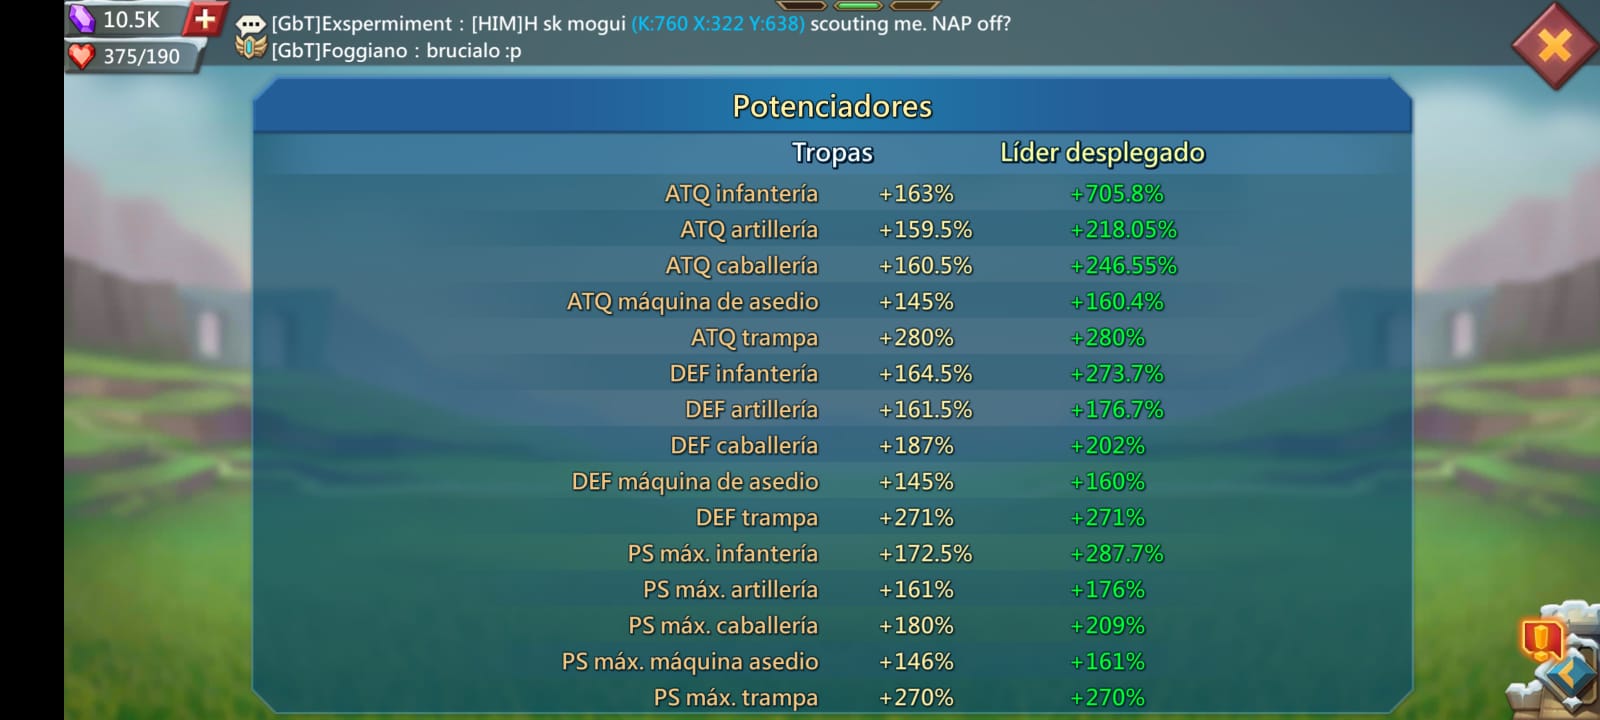 10.5K
375/190
[GbT]Exspermiment : [HIM]H sk mogui (K:760 X:322 Y:638) scouting me. NAP off?
[GbT]Foggiano : brucialo :p
Potenciadores
Tropas Líder desplegado
ATQ infantería +163% +705.8%
ATQ artillería +159.5% +218.05%
ATQ caballería +160.5% +246.55%
ATQ máquina de asedio +145% +160.4%
ATQ trampa +280% +280%
DEF infantería +164.5% +273.7%
DEF artillería +161.5% +176.7%
DEF caballería +187% +202%
DEF máquina de asedio +145% +160%
DEF trampa +271% +271%
PS máx. infantería +172.5% +287.7%
PS máx. artillería +161% +176%
PS máx. caballería +180% +209%
PS máx. máquina asedio +146% +161%
PS máx. trampa +270% +270%